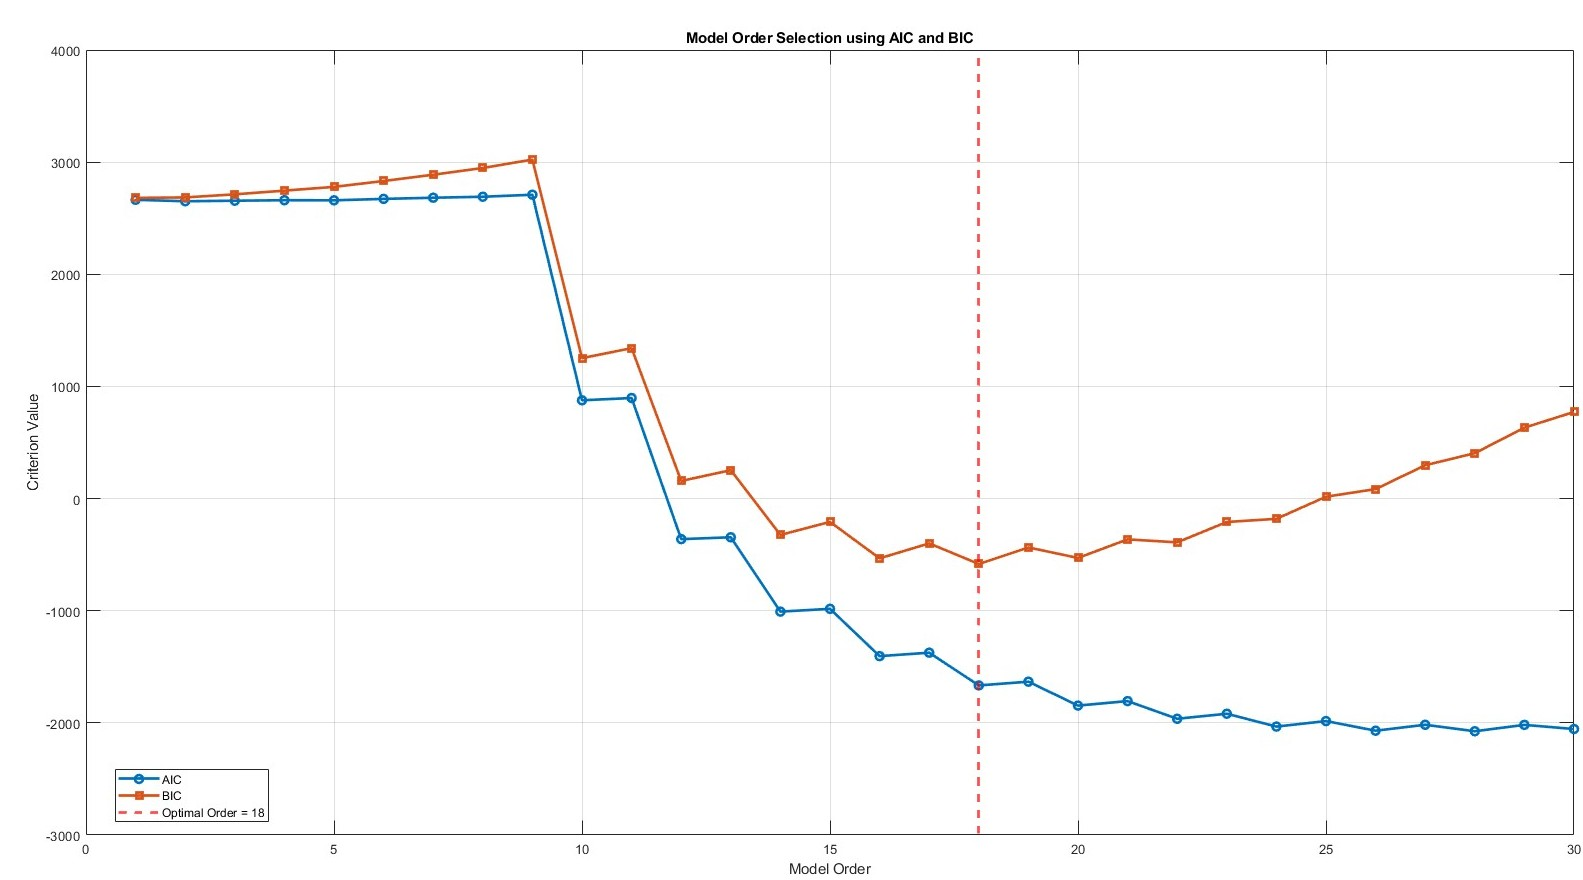 Model Order Selection using AIC and BIC
4000
3000
2000
1000
0
-1000
-2000
-3000
Criterion Value
AIC
BIC
Optimal Order = 18
0 5 10 15 20 25 30
Model Order